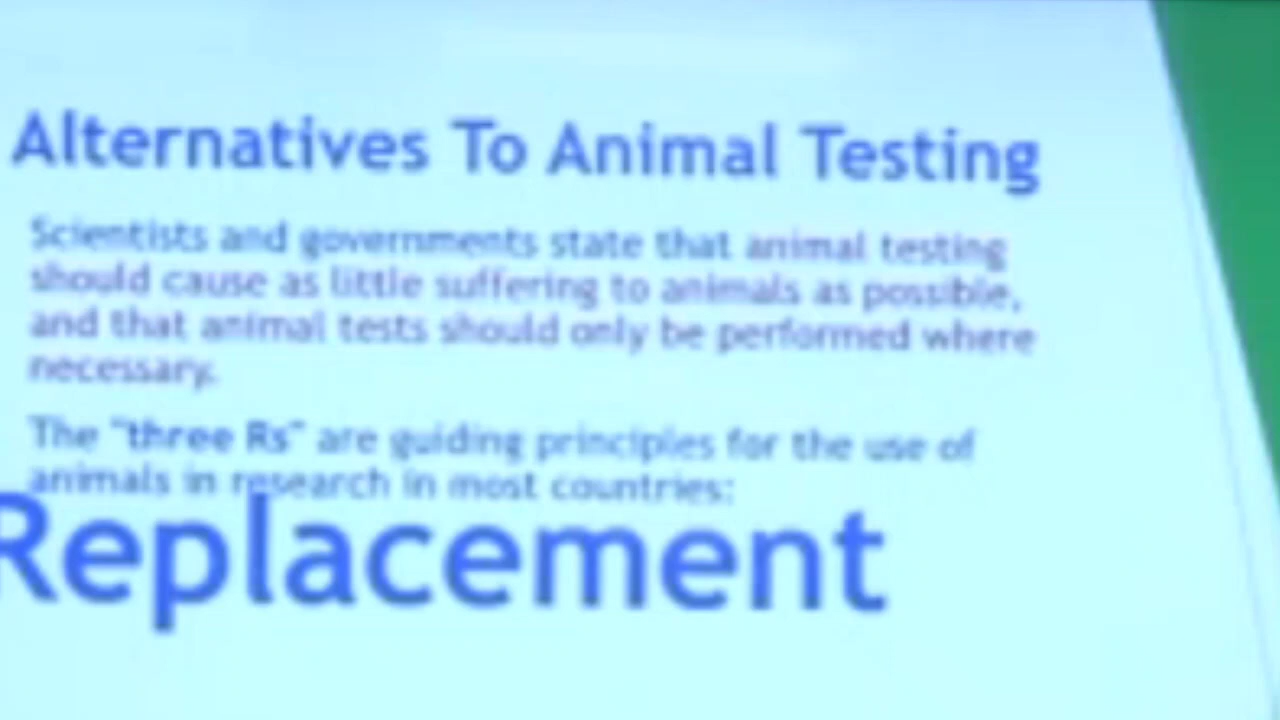 Alternatives To Animal Testing
Scientists and governments state that animal testing
should cause as little suffering to animals as possible,
and that animal tests should only be performed where
necessary.
The "three Rs" are guiding principles for the use of
animals in research in most countries:
Replacement